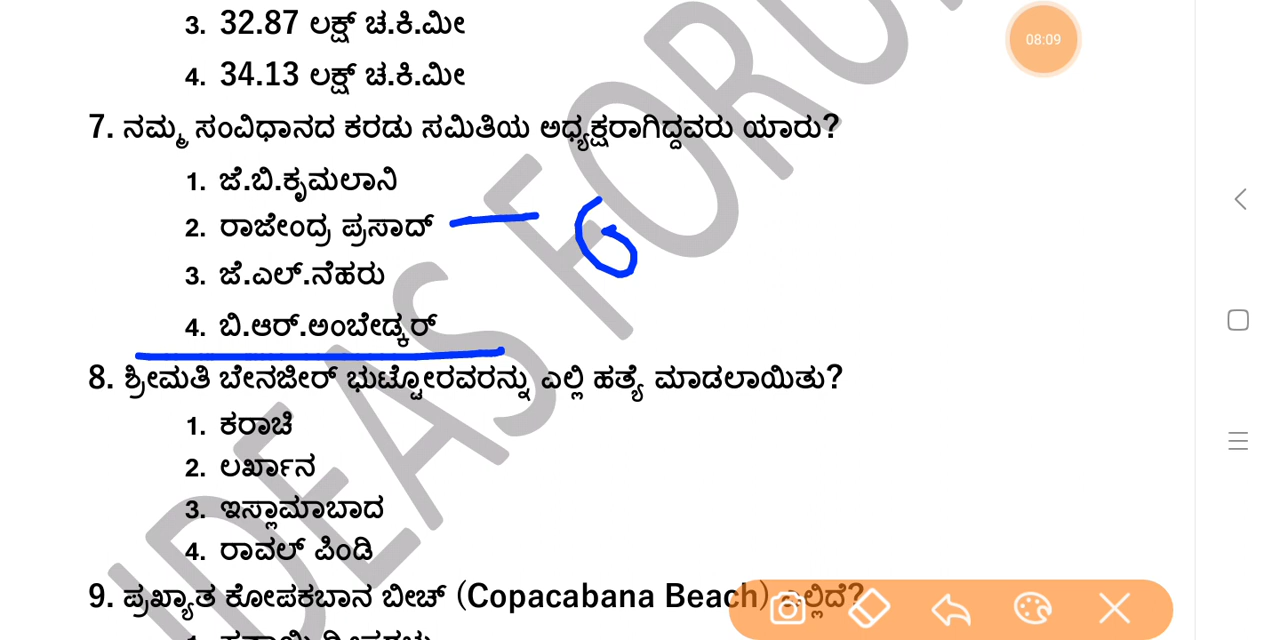 3. 32.87 ಲಕ್ಷ್ ಚ.ಕಿ.ಮೀ
08:09
4. 34.13 ಲಕ್ಷ್ ಚ.ಕಿ.ಮೀ
7. ನಮ್ಮ ಸಂವಿಧಾನದ ಕರಡು ಸಮಿತಿಯ ಅಧ್ಯಕ್ಷರಾಗಿದ್ದವರು ಯಾರು?
1. ಜೆ.ಬಿ.ಕೃಮಲಾನಿ
2. ರಾಜೇಂದ್ರ ಪ್ರಸಾದ್
3. ಜೆ.ಎಲ್.ನೆಹರು
4. ಬಿ.ಆರ್.ಅಂಬೇಡ್ಕರ್
8. ಶ್ರೀಮತಿ ಬೇನಜೀರ್ ಭುಟ್ಟೋರವರನ್ನು ಎಲ್ಲಿ ಹತ್ಯೆ ಮಾಡಲಾಯಿತು?
1. ಕರಾಚಿ
2. ಲರ್ಖಾನ
3. ಇಸ್ಲಾಮಾಬಾದ
4. ರಾವಲ್ ಪಿಂಡಿ
9. ಪ್ರಖ್ಯಾತ ಕೋಪಕಬಾನ ಬೀಚ್ (Copacabana Beach) ಎಲ್ಲಿದೆ?
IDEAS FORU